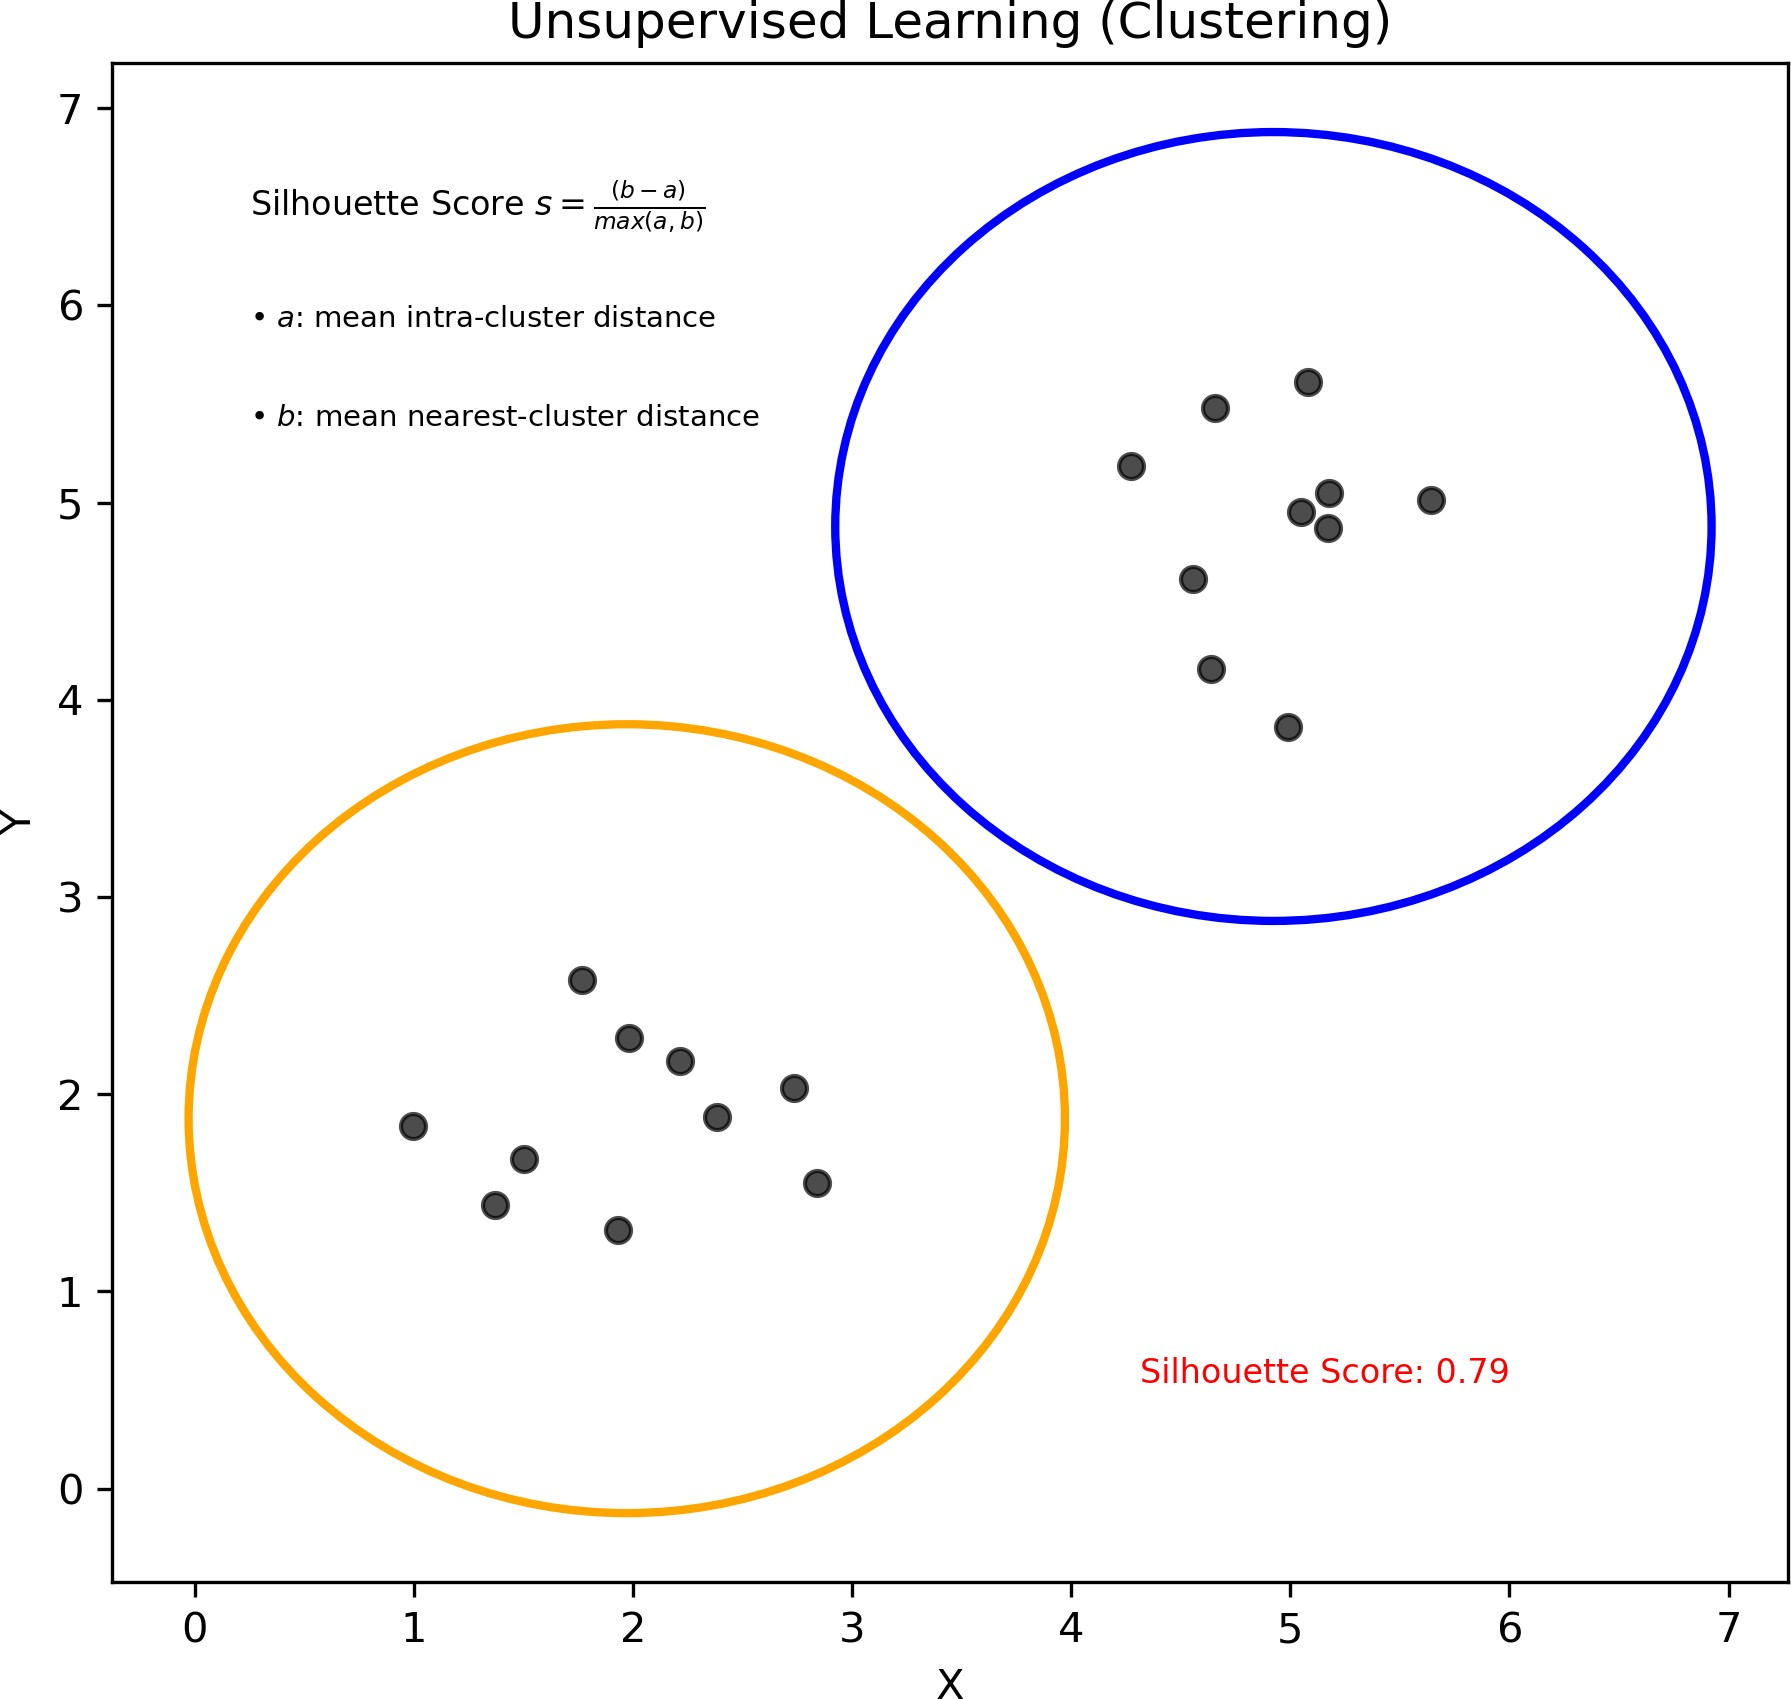 Unsupervised Learning (Clustering)
7
Silhouette Score s = (b − a) / max(a, b)
6
• a: mean intra-cluster distance
• b: mean nearest-cluster distance
5
4
Y
3
2
1
Silhouette Score: 0.79
0
0 1 2 3 4 5 6 7
X